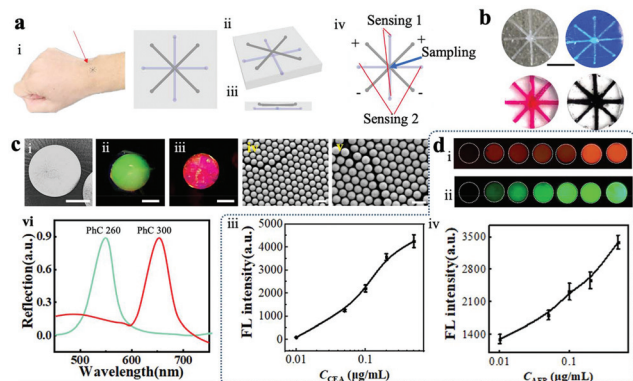 a
i
ii
iii
iv
Sensing 1
+
+
Sampling
-
-
Sensing 2
b
c
i
ii
iii
iv
v
d
i
ii
vi
PhC 260
PhC 300
Reflection(a.u.)
0.9
0.6
0.3
0.0
500
600
700
Wavelength(nm)
iii
FL intensity(a.u.)
5000
4000
3000
2000
1000
0
0.01
0.1
C_CEA (μg/mL)
iv
FL intensity(a.u.)
3500
2800
2100
1400
0.01
0.1
C_AFP (μg/mL)